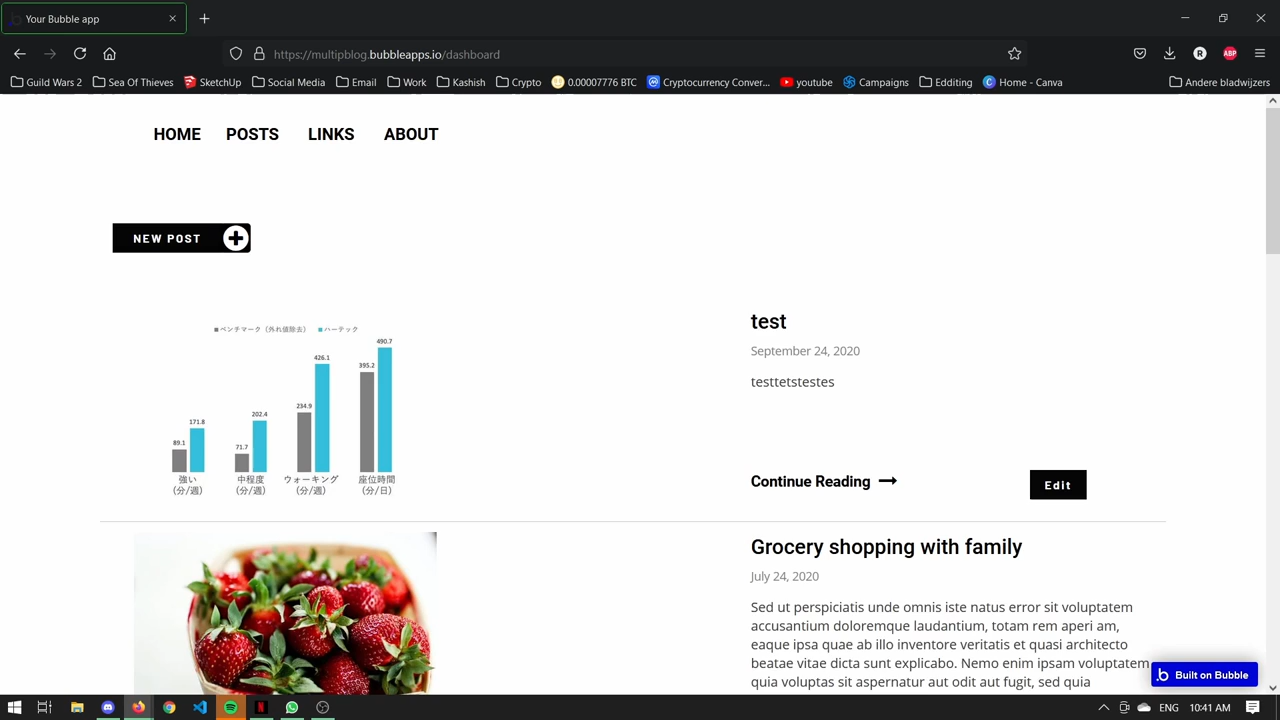 Your Bubble app
https://multipblog.bubbleapps.io/dashboard
R ABP
Guild Wars 2 Sea Of Thieves SketchUp Social Media Email Work Kashish Crypto 0.00007776 BTC Cryptocurrency Conver... youtube Campaigns Edditing Home - Canva Andere bladwijzers
HOME POSTS LINKS ABOUT
NEW POST
ベンチマーク（外れ値除去） ハーテック
89.1 171.8 71.7 202.4 234.9 426.1 395.2 490.7
強い 中程度 ウォーキング 座位時間
(分/週) (分/週) (分/週) (分/日)
test
September 24, 2020
testtetstestes
Continue Reading
Edit
Grocery shopping with family
July 24, 2020
Sed ut perspiciatis unde omnis iste natus error sit voluptatem
accusantium doloremque laudantium, totam rem aperi am,
eaque ipsa quae ab illo inventore veritatis et quasi architecto
beatae vitae dicta sunt explicabo. Nemo enim ipsam voluptatem
quia voluptas sit aspernatur aut odit aut fugit, sed quia
Built on Bubble
ENG 10:41 AM